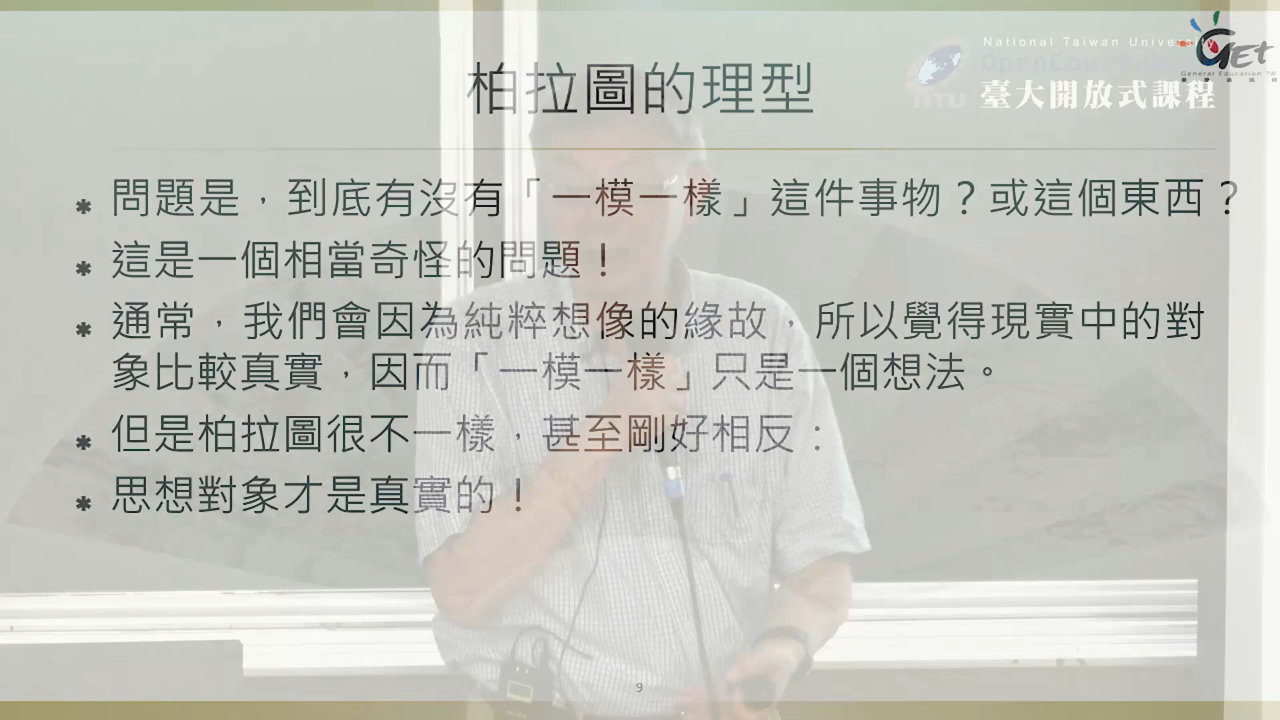 National Taiwan University
GET
General Education TW
臺大開放式課程
柏拉圖的理型
問題是，到底有沒有「一模一樣」這件事物？或這個東西？
這是一個相當奇怪的問題！
通常，我們會因為純粹想像的緣故，所以覺得現實中的對
象比較真實，因而「一模一樣」只是一個想法。
但是柏拉圖很不一樣，甚至剛好相反：
思想對象才是真實的！
9